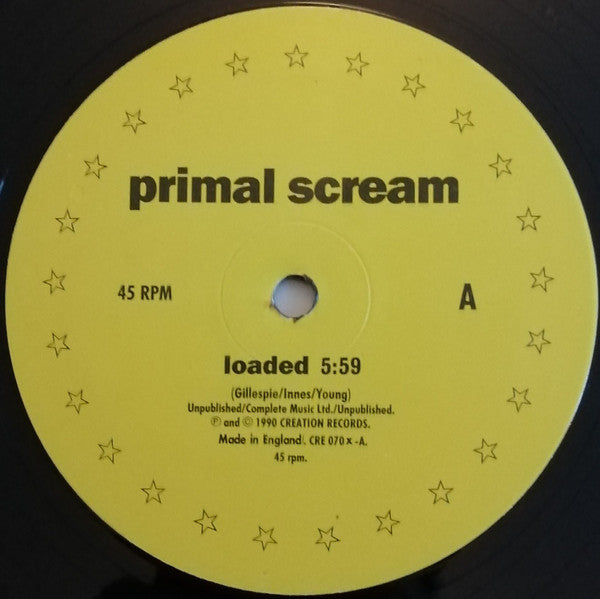 primal scream
45 RPM A
loaded 5:59
(Gillespie/Innes/Young)
Unpublished/Complete Music Ltd./Unpublished.
℗ and © 1990 CREATION RECORDS.
Made in England. CRE 070 x -A.
45 rpm.